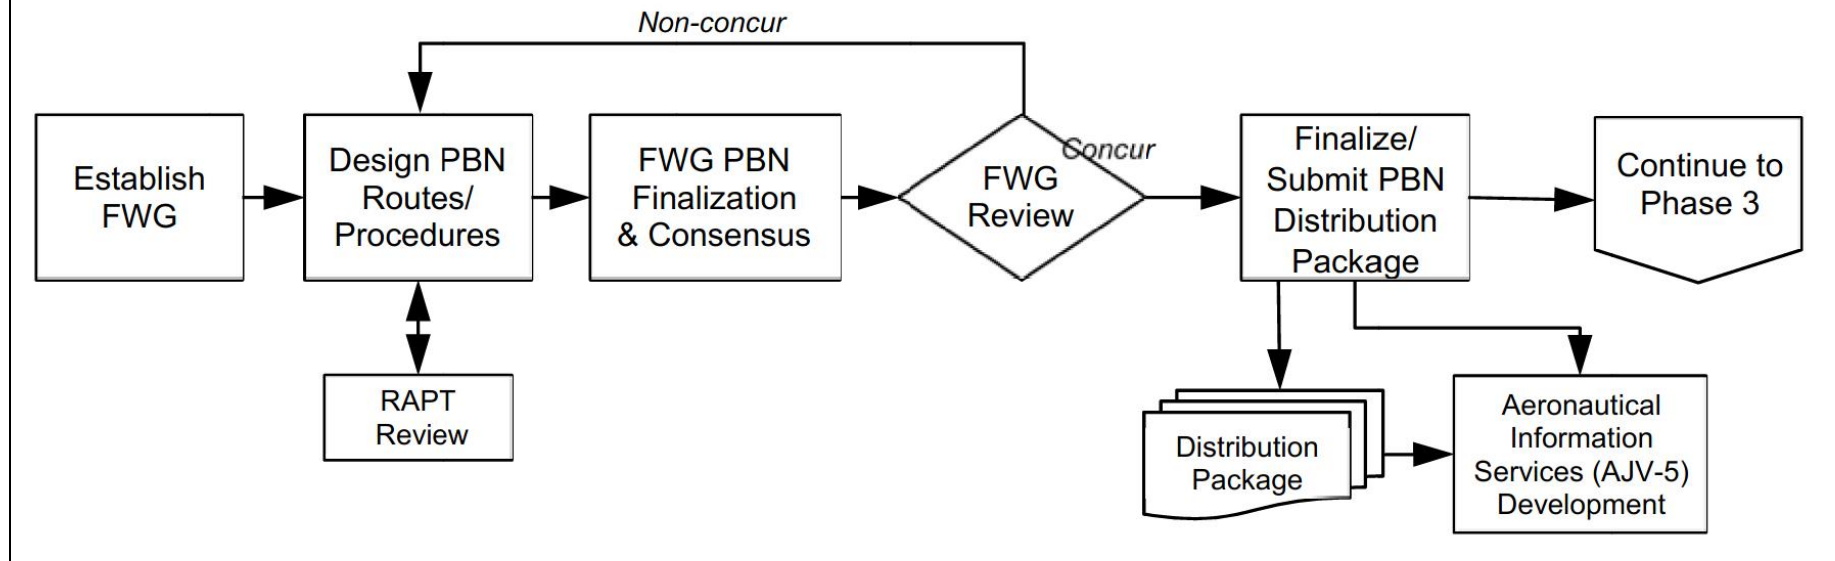 Non-concur
Establish
FWG
Design PBN
Routes/
Procedures
FWG PBN
Finalization
& Consensus
FWG
Review
Concur
Finalize/
Submit PBN
Distribution
Package
Continue to
Phase 3
RAPT
Review
Distribution
Package
Aeronautical
Information
Services (AJV-5)
Development